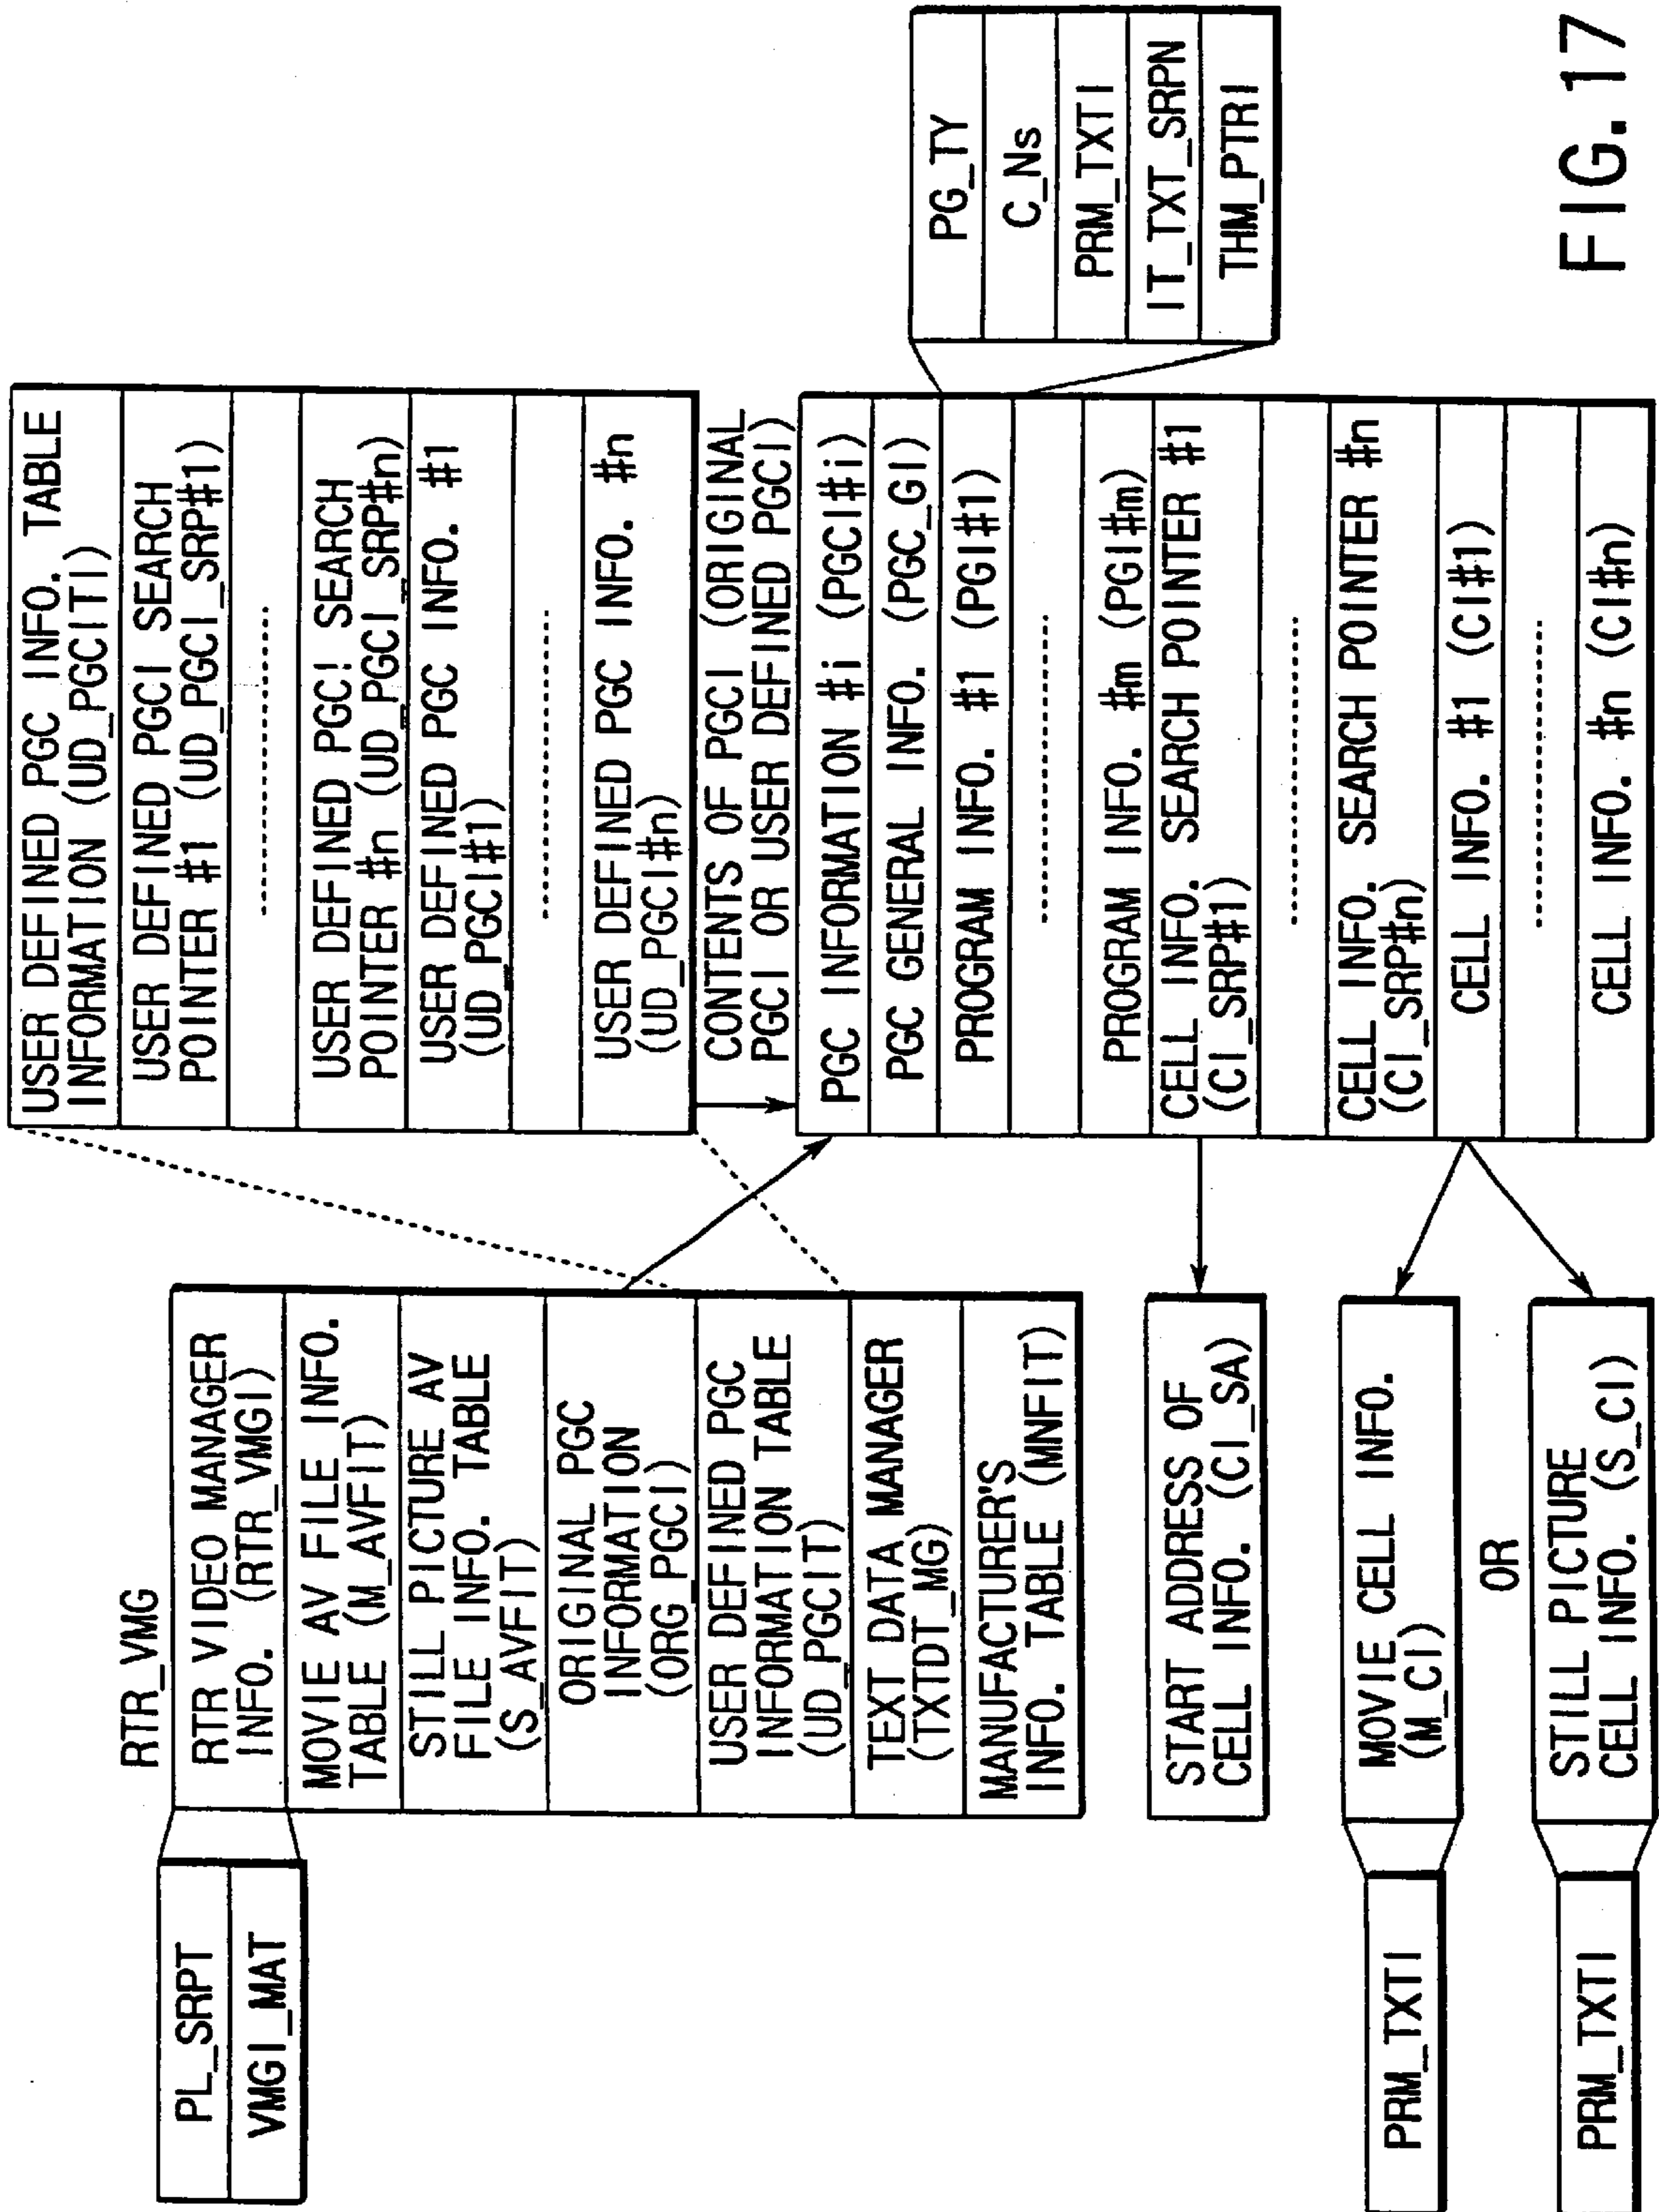 PL_SRPT
VMGI_MAT
RTR_VMG
RTR VIDEO MANAGER
INFO. (RTR_VMGI)
MOVIE AV FILE INFO.
TABLE (M_AVFIT)
STILL PICTURE AV
FILE INFO. TABLE
(S_AVFIT)
ORIGINAL PGC
INFORMATION
(ORG_PGCI)
USER DEFINED PGC
INFORMATION TABLE
(UD_PGCIT)
TEXT DATA MANAGER
(TXTDT_MG)
MANUFACTURER'S
INFO. TABLE (MNFIT)
START ADDRESS OF
CELL INFO. (CI_SA)
PRM_TXTI
MOVIE CELL INFO.
(M_CI)
OR
PRM_TXTI
STILL PICTURE
CELL INFO. (S_CI)
USER DEFINED PGC INFO. TABLE
INFORMATION (UD_PGCITI)
USER DEFINED PGCI SEARCH
POINTER #1 (UD_PGCI_SRP#1)
USER DEFINED PGCI SEARCH
POINTER #n (UD_PGCI_SRP#n)
USER DEFINED PGC INFO. #1
(UD_PGCI#1)
USER DEFINED PGC INFO. #n
(UD_PGCI#n)
CONTENTS OF PGCI (ORIGINAL
PGCI OR USER DEFINED PGCI)
PGC INFORMATION #i (PGCI#i)
PGC GENERAL INFO. (PGC_GI)
PROGRAM INFO. #1 (PGI#1)
PROGRAM INFO. #m (PGI#m)
CELL INFO. SEARCH POINTER #1
(CI_SRP#1)
CELL INFO. SEARCH POINTER #n
(CI_SRP#n)
CELL INFO. #1 (CI#1)
CELL INFO. #n (CI#n)
PG_TY
C_Ns
PRM_TXTI
IT_TXT_SRPN
THM_PTRI
FIG.17